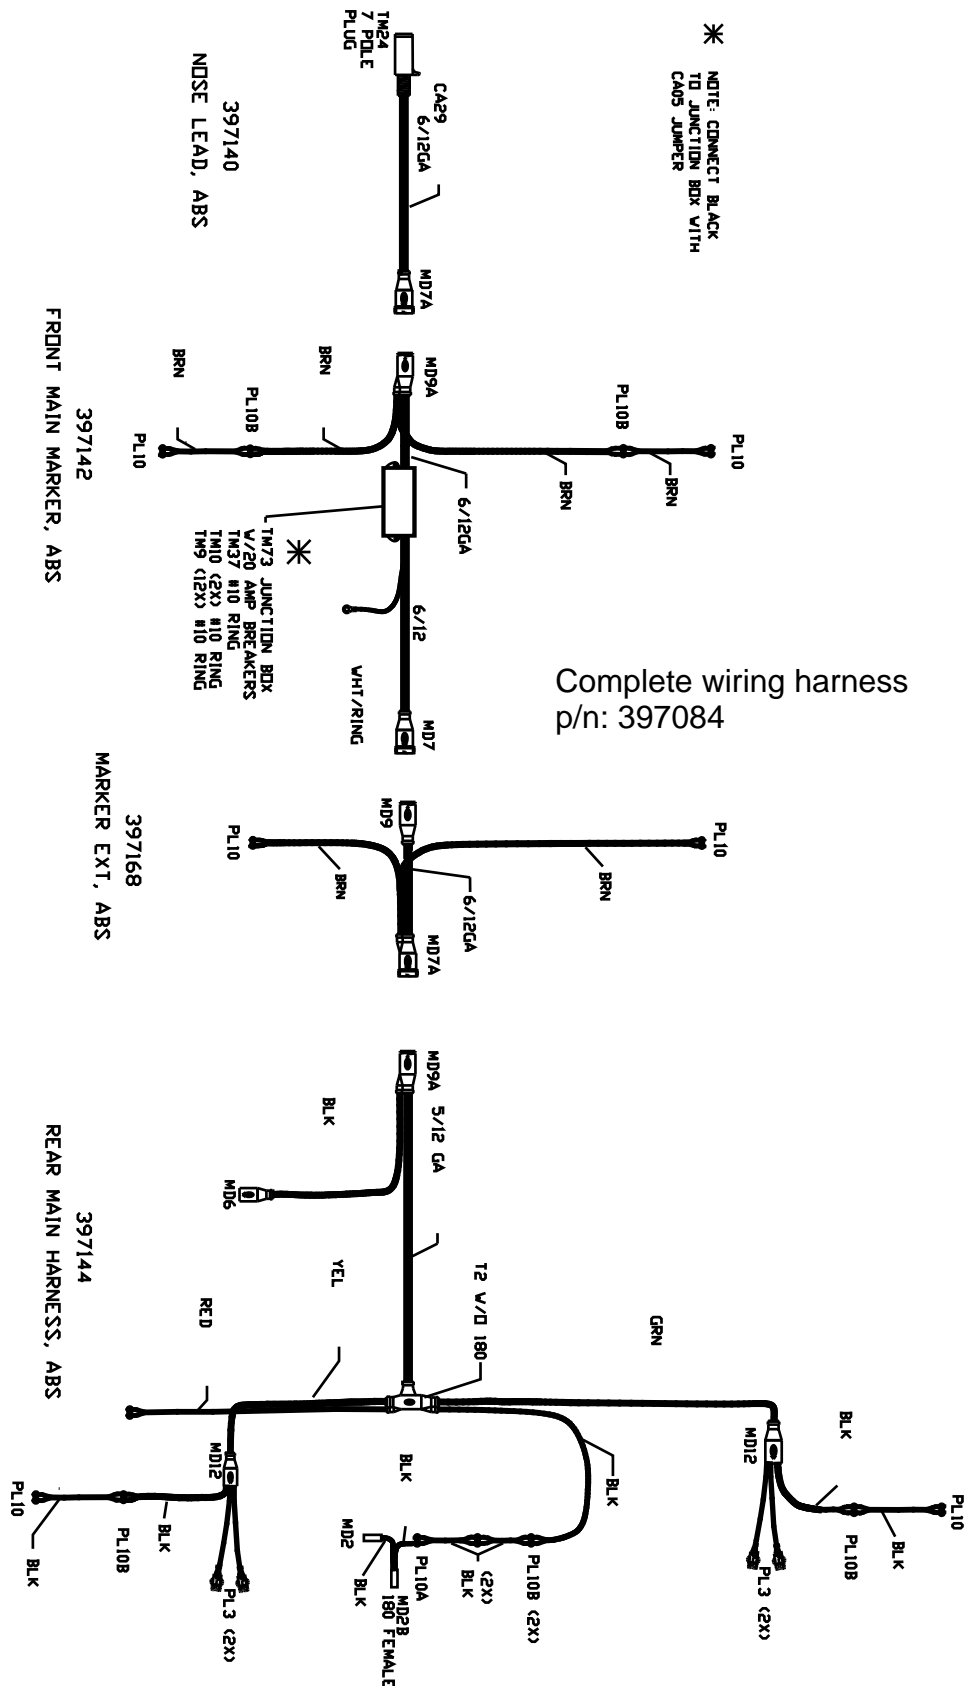 NOTE: CONNECT BLACK
TO JUNCTION BOX WITH
CA05 JUMPER
TM24
7 POLE
PLUG
CA29
6/12GA
MD7A
397140
NOSE LEAD, ABS
MD9A
BRN
PL10B
BRN
PL10
BRN
PL10B
BRN
PL10
6/12GA
TM73 JUNCTION BOX
W/20 AMP BREAKERS
TM37 #10 RING
TM10 (2X) #10 RING
TM9 (12X) #10 RING
6/12
WHT/RING
MD7
397142
FRONT MAIN MARKER, ABS
Complete wiring harness
p/n: 397084
MD9
PL10
BRN
PL10
BRN
6/12GA
MD7A
397168
MARKER EXT, ABS
MD9A
5/12 GA
BLK
MD6
YEL
RED
T2 W/O 180
GRN
MD12
BLK
PL10B
BLK
PL10
PL3 (2X)
BLK
PL10B (2X)
(2X)
BLK
PL10A
BLK
MD2
BLK
MD2B
180 FEMALE
MD12
BLK
PL10B
BLK
PL10
PL3 (2X)
397144
REAR MAIN HARNESS, ABS